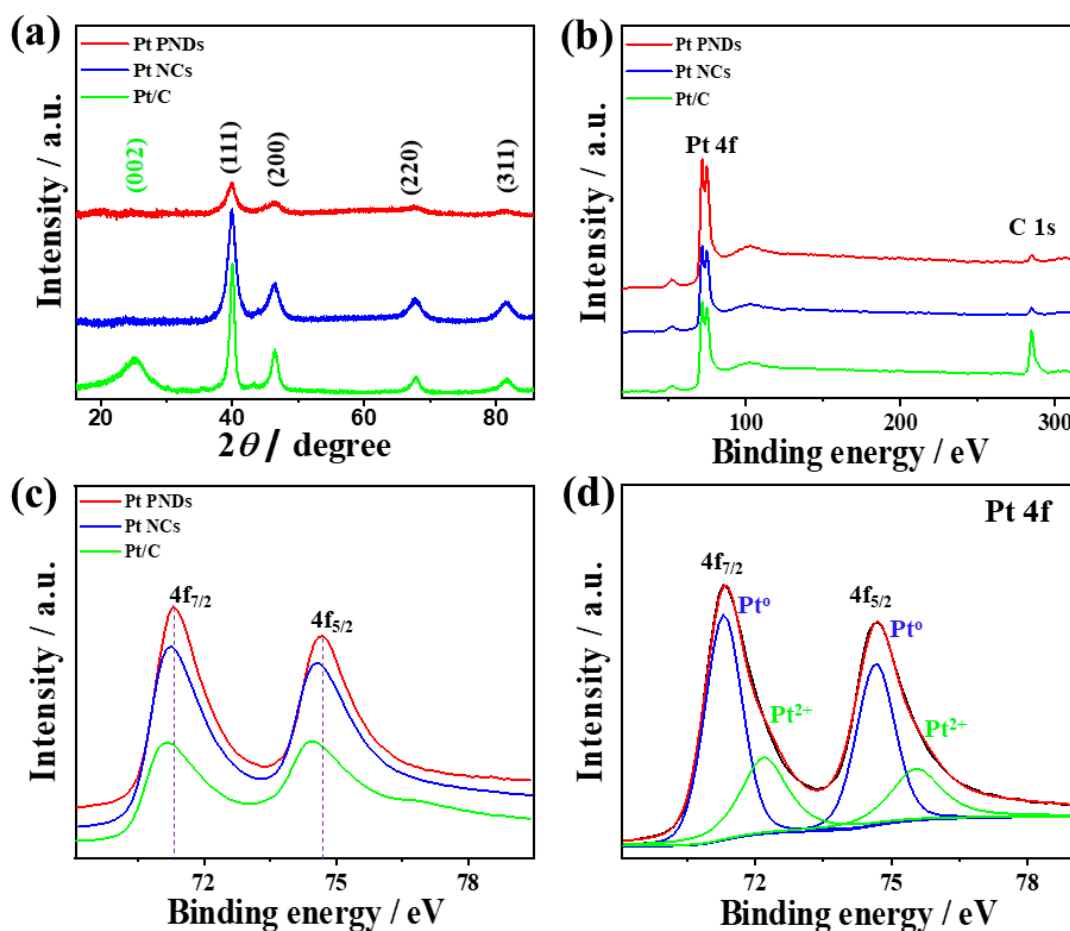 (a)
Pt PNDs
Pt NCs
Pt/C
(002)
(111)
(200)
(220)
(311)
Intensity / a.u.
20
40
60
80
2θ / degree
(b)
Pt PNDs
Pt NCs
Pt/C
Pt 4f
C 1s
Intensity / a.u.
100
200
300
Binding energy / eV
(c)
Pt PNDs
Pt NCs
Pt/C
4f7/2
4f5/2
Intensity / a.u.
72
75
78
Binding energy / eV
(d)
Pt 4f
4f7/2
Pt⁰
4f5/2
Pt⁰
Pt²⁺
Pt²⁺
Intensity / a.u.
72
75
78
Binding energy / eV